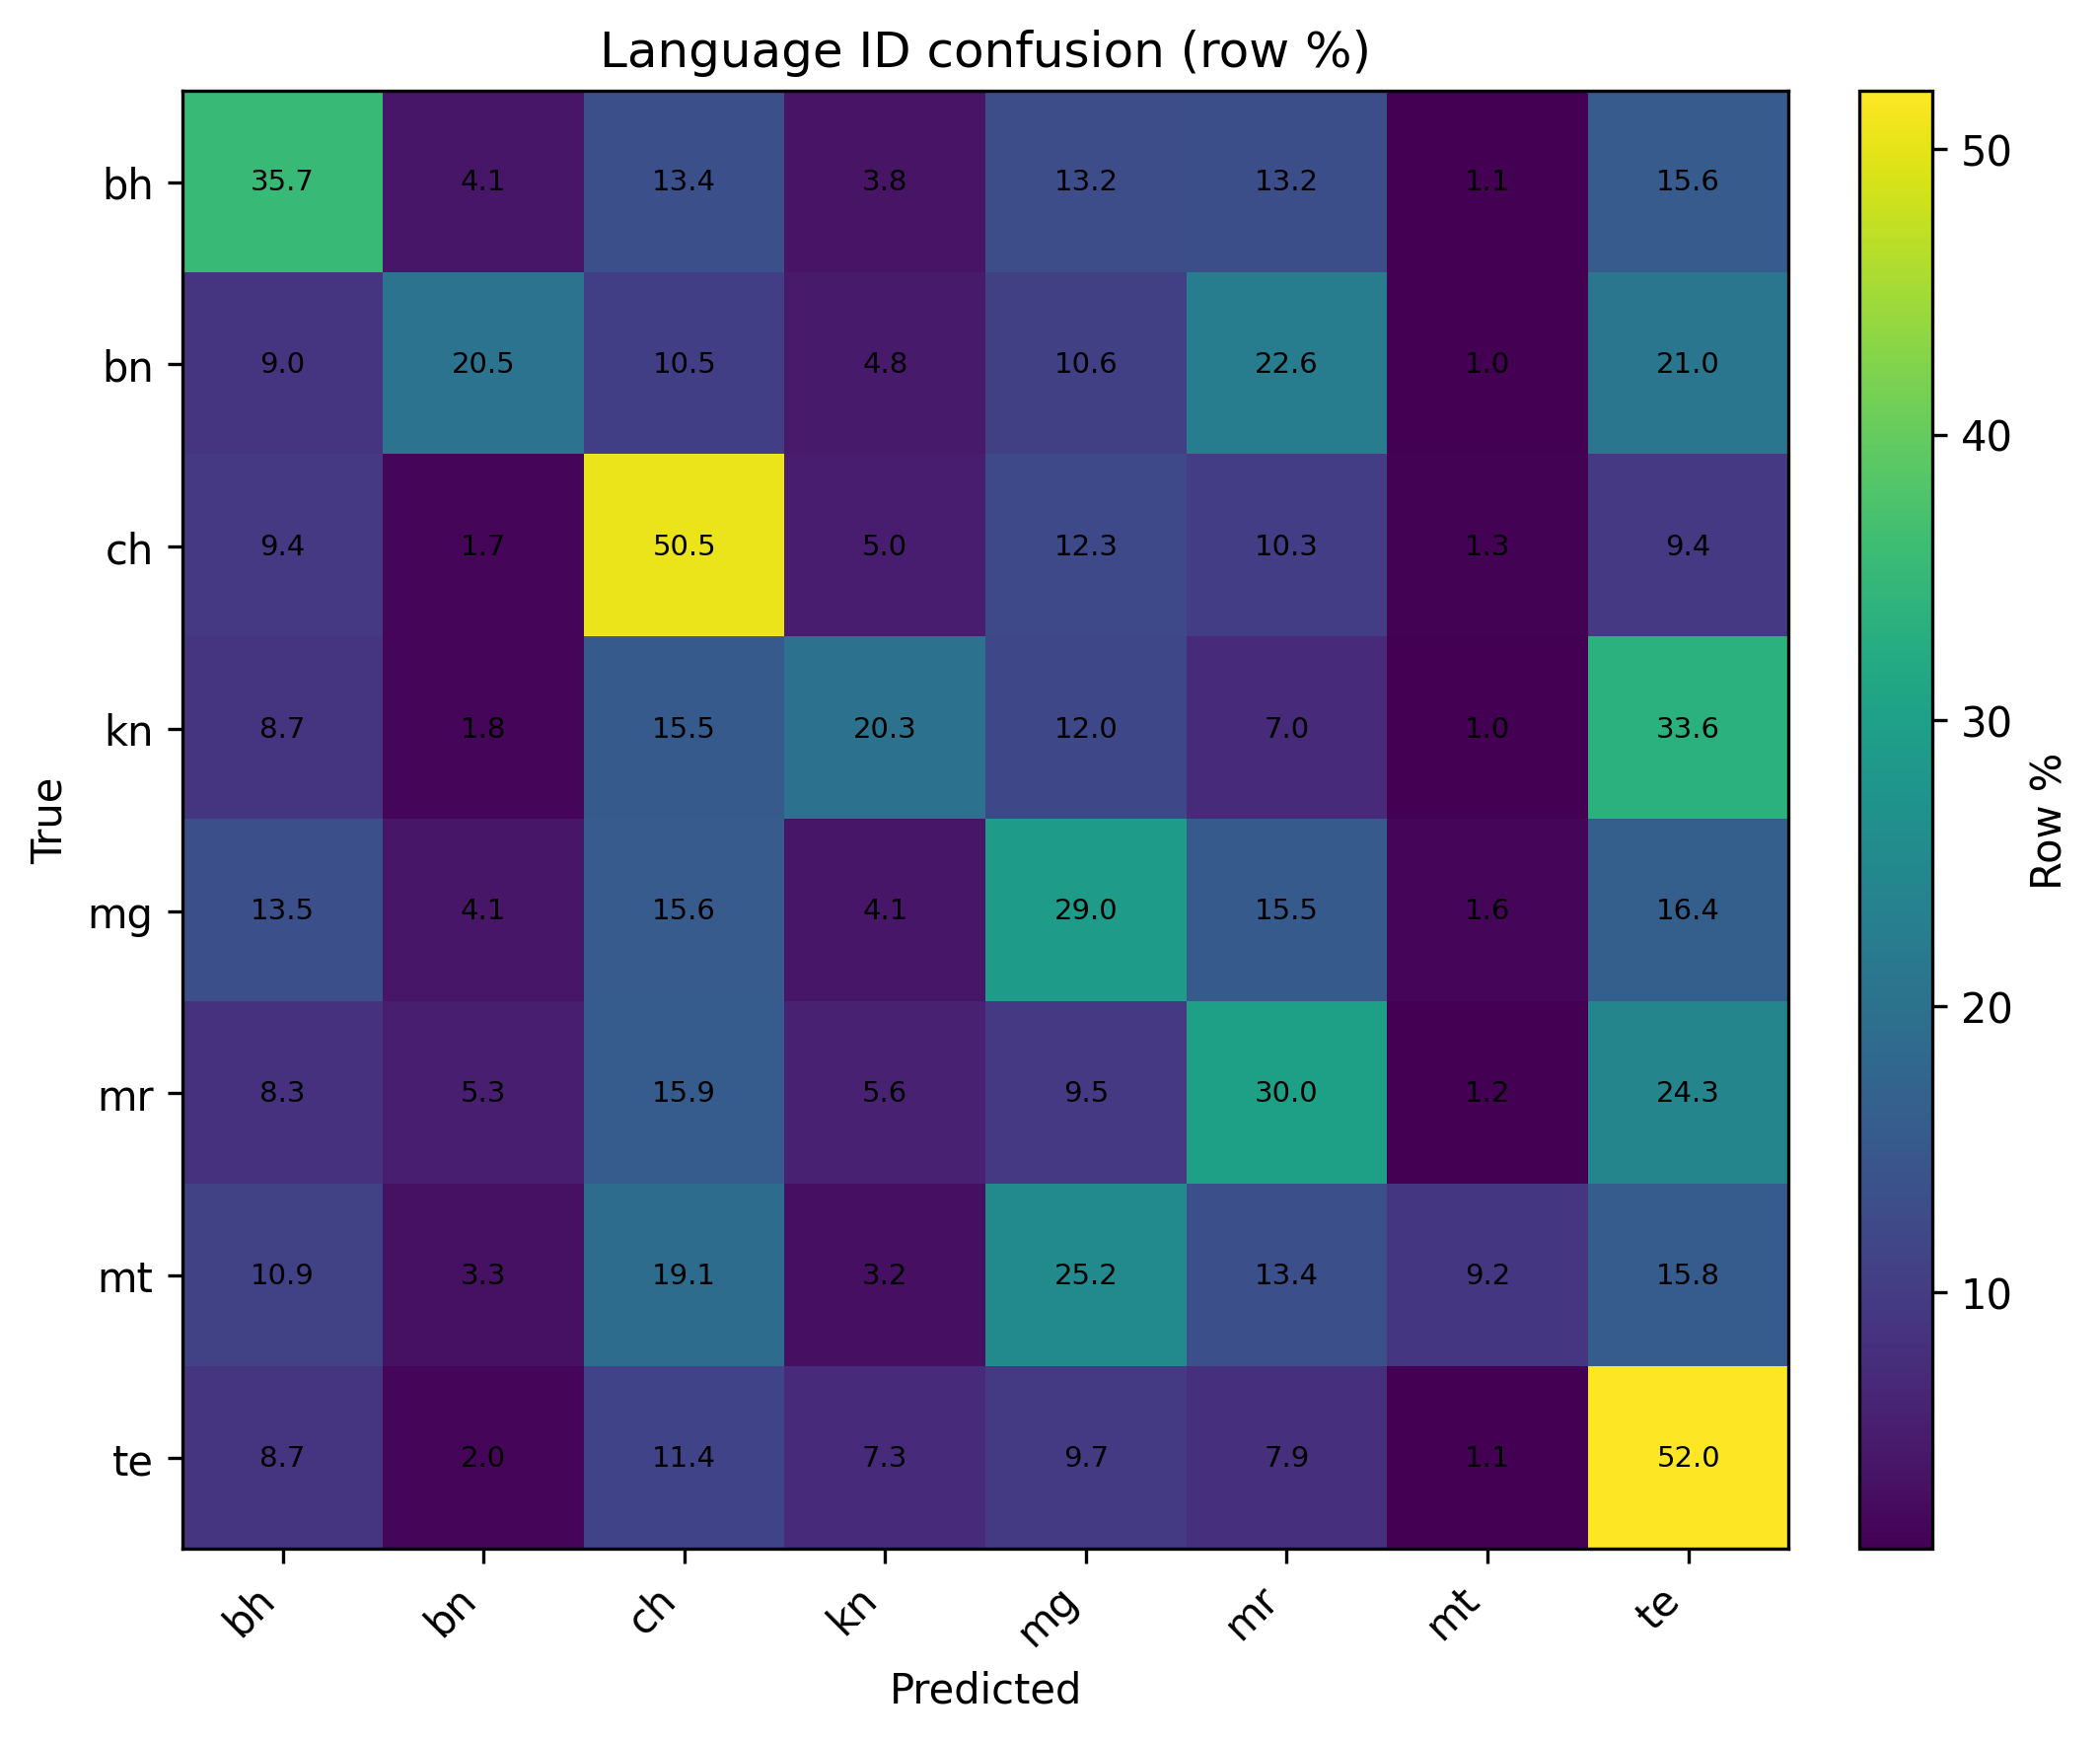 Language ID confusion (row %)
bh 35.7 4.1 13.4 3.8 13.2 13.2 1.1 15.6
bn 9.0 20.5 10.5 4.8 10.6 22.6 1.0 21.0
ch 9.4 1.7 50.5 5.0 12.3 10.3 1.3 9.4
kn 8.7 1.8 15.5 20.3 12.0 7.0 1.0 33.6
mg 13.5 4.1 15.6 4.1 29.0 15.5 1.6 16.4
mr 8.3 5.3 15.9 5.6 9.5 30.0 1.2 24.3
mt 10.9 3.3 19.1 3.2 25.2 13.4 9.2 15.8
te 8.7 2.0 11.4 7.3 9.7 7.9 1.1 52.0
bh bn ch kn mg mr mt te
Predicted
True
50
40
30
20
10
Row %